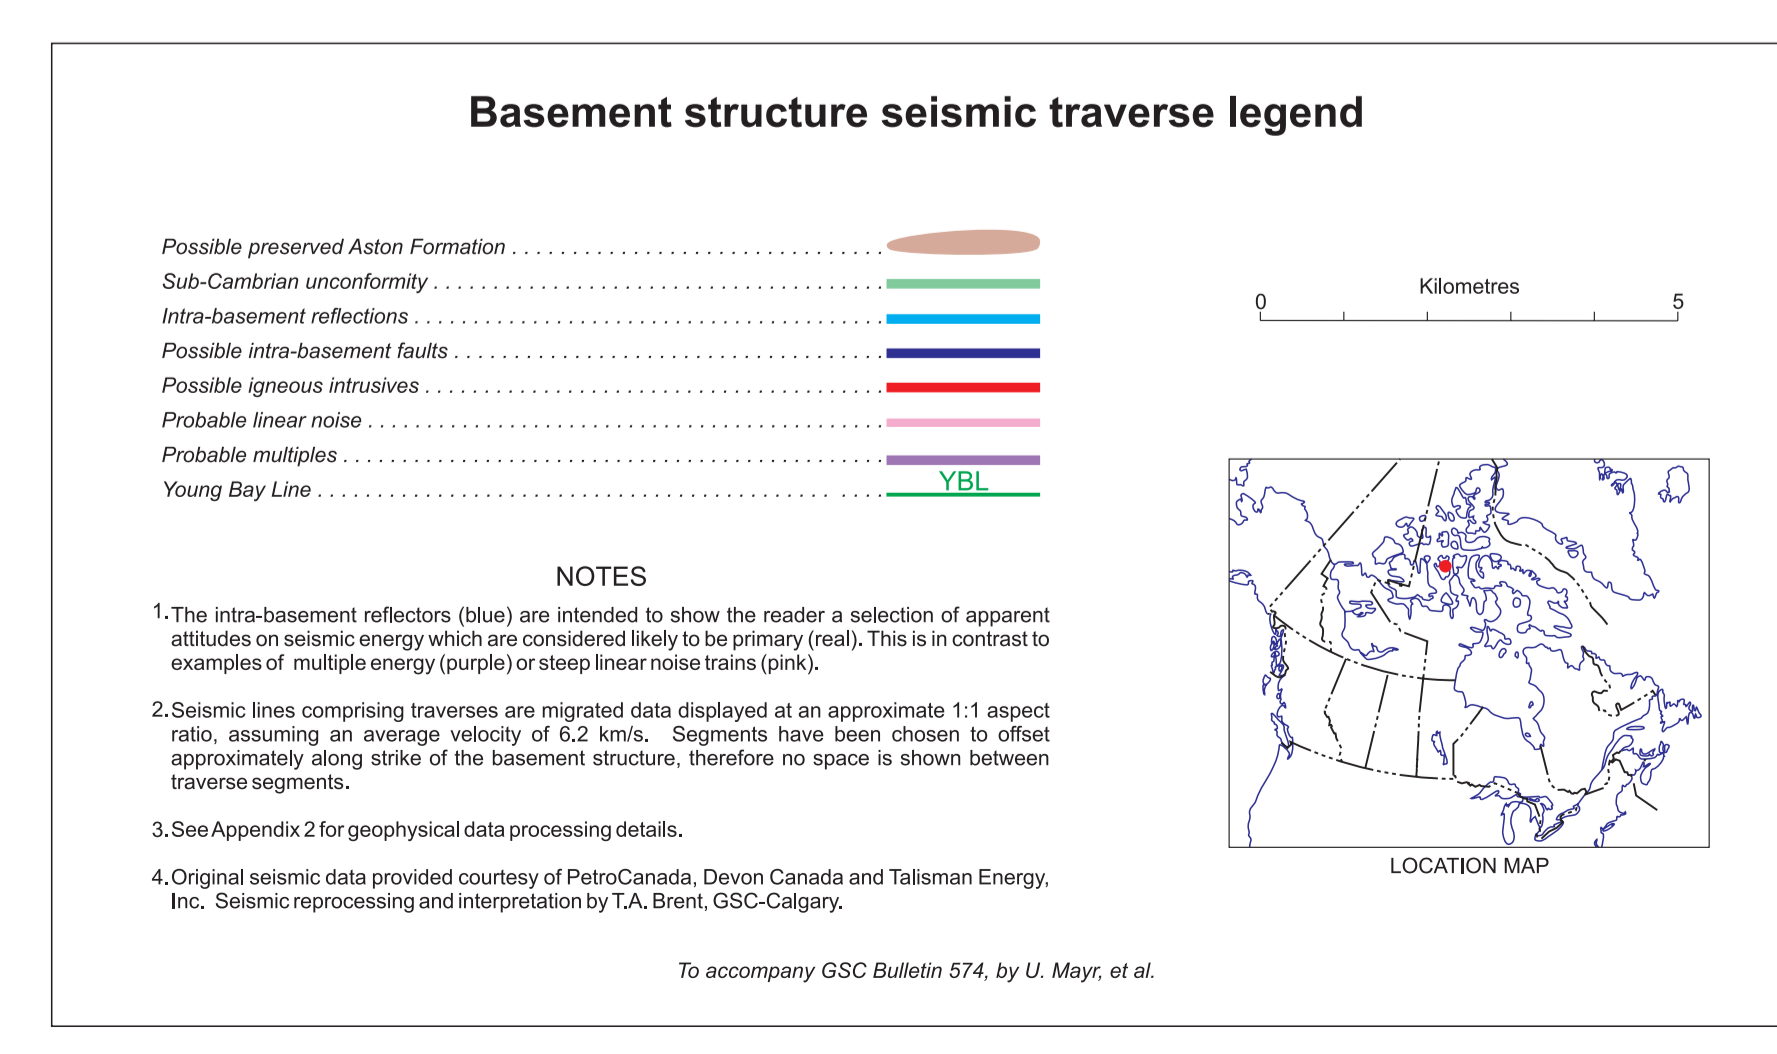 Basement structure seismic traverse legend
Possible preserved Aston Formation
Sub-Cambrian unconformity
Intra-basement reflections
Possible intra-basement faults
Possible igneous intrusives
Probable linear noise
Probable multiples
Young Bay Line
YBL
Kilometres
0 5
NOTES
1. The intra-basement reflectors (blue) are intended to show the reader a selection of apparent
attitudes on seismic energy which are considered likely to be primary (real). This is in contrast to
examples of multiple energy (purple) or steep linear noise trains (pink).
2. Seismic lines comprising traverses are migrated data displayed at an approximate 1:1 aspect
ratio, assuming an average velocity of 6.2 km/s. Segments have been chosen to offset
approximately along strike of the basement structure, therefore no space is shown between
traverse segments.
3. See Appendix 2 for geophysical data processing details.
4. Original seismic data provided courtesy of PetroCanada, Devon Canada and Talisman Energy,
Inc. Seismic reprocessing and interpretation by T.A. Brent, GSC-Calgary.
LOCATION MAP
To accompany GSC Bulletin 574, by U. Mayr, et al.